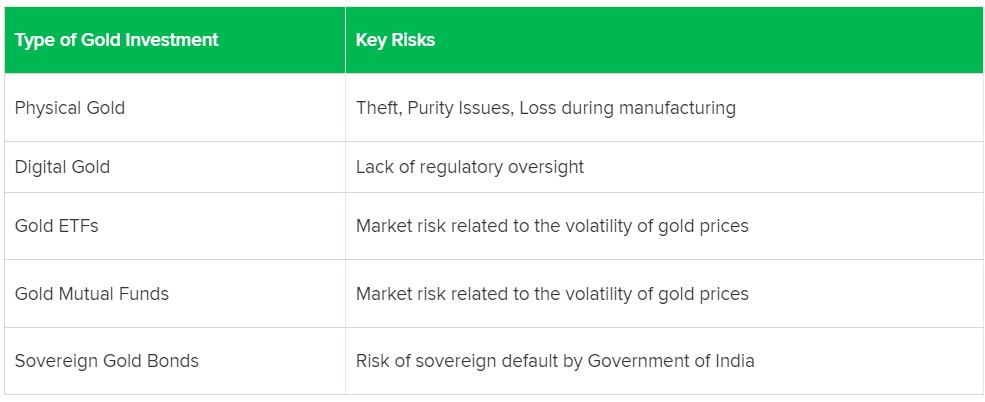 Type of Gold Investment Key Risks
Physical Gold Theft, Purity Issues, Loss during manufacturing
Digital Gold Lack of regulatory oversight
Gold ETFs Market risk related to the volatility of gold prices
Gold Mutual Funds Market risk related to the volatility of gold prices
Sovereign Gold Bonds Risk of sovereign default by Government of India